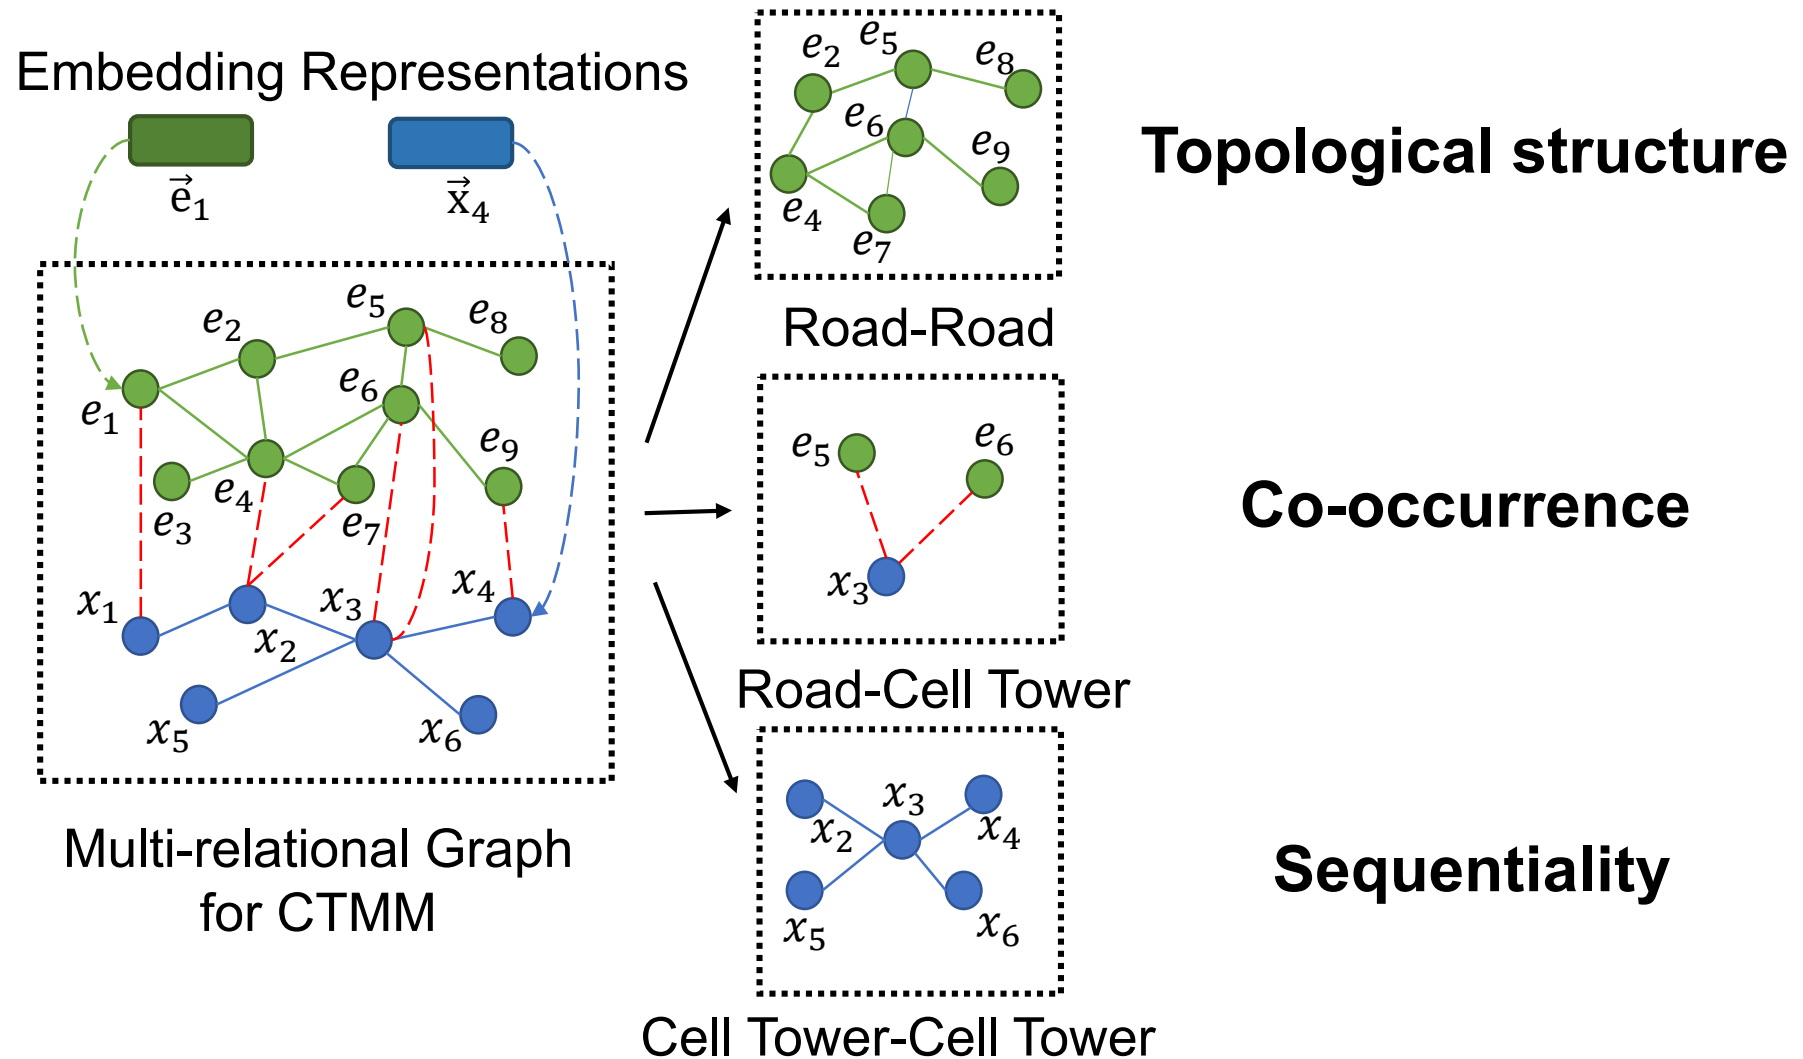 Embedding Representations
e⃗₁
x⃗₄
e₅
e₂
e₈
e₁
e₆
e₄
e₉
e₃
e₇
x₁
x₃
x₄
x₂
x₅
x₆
Multi-relational Graph
for CTMM
e₅
e₂
e₈
e₆
e₉
e₄
e₇
Road-Road
Topological structure
e₅
e₆
x₃
Road-Cell Tower
Co-occurrence
x₃
x₂
x₄
x₅
x₆
Cell Tower-Cell Tower
Sequentiality